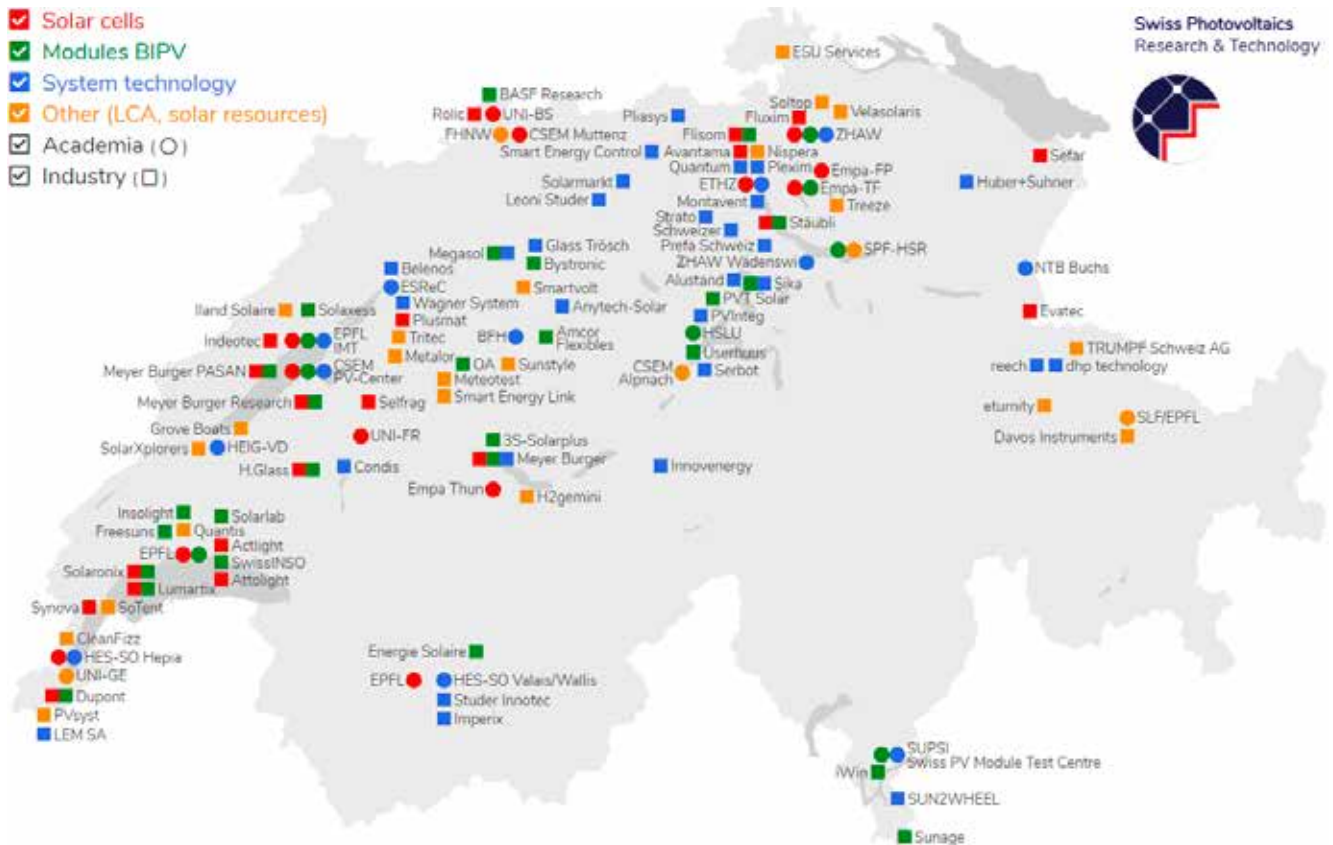 Solar cells
Modules BIPV
System technology
Other (LCA, solar resources)
Academia (○)
Industry (□)
Swiss Photovoltaics
Research & Technology
ESU Services
BASF Research
Rolic
UNI-BS
FHNW
CSEM Muttenz
Pliasys
Soltop
Fluxim
Velasolaris
Flisom
ZHAW
Smart Energy Control
Avantama
Nispera
Quantum
Plexim
Empa-FP
Sefar
Solarmarkt
ETHZ
Empa-TF
Huber+Suhner
Leoni Studer
Montavent
Treeze
Strato
Schweizer
Stäubli
Megasol
Glass Trösch
Prefa Schweiz
SPF-HSR
Bystronic
ZHAW Wädenswi
NTB Buchs
Belenos
ESReC
Smartvolt
Alustand
Sika
Iland Solaire
Solaxess
Wagner System
Anytech-Solar
PVT Solar
PVInteg
Evatec
Plusmat
Indeotec
EPFL
IMT
Tritec
BFH
Amcor
Flexibles
HSLU
Userhuus
TRUMPF Schweiz AG
Metalor
OA
Sunstyle
CSEM
Alpnach
Serbot
reech
dhp technology
Meyer Burger PASAN
CSEM
PV-Center
Meteotest
Smart Energy Link
Meyer Burger Research
Selfrag
eturnity
SLF/EPFL
Grove Boats
UNI-FR
Davos Instruments
SolarXplorers
HEIG-VD
3S-Solarplus
Meyer Burger
H.Glass
Condis
Innovenergy
Empa Thun
H2gemini
Insolight
Solarlab
Freesuns
Quantis
EPFL
Actlight
SwissINSO
Solaronix
Attolight
Lumartix
Synova
SoTent
CleanFizz
HES-SO Hepia
UNI-GE
Dupont
PVsyst
LEM SA
Energie Solaire
EPFL
HES-SO Valais/Wallis
Studer Innotec
Imperix
SUPSI
Swiss PV Module Test Centre
iWin
SUN2WHEEL
Sunage